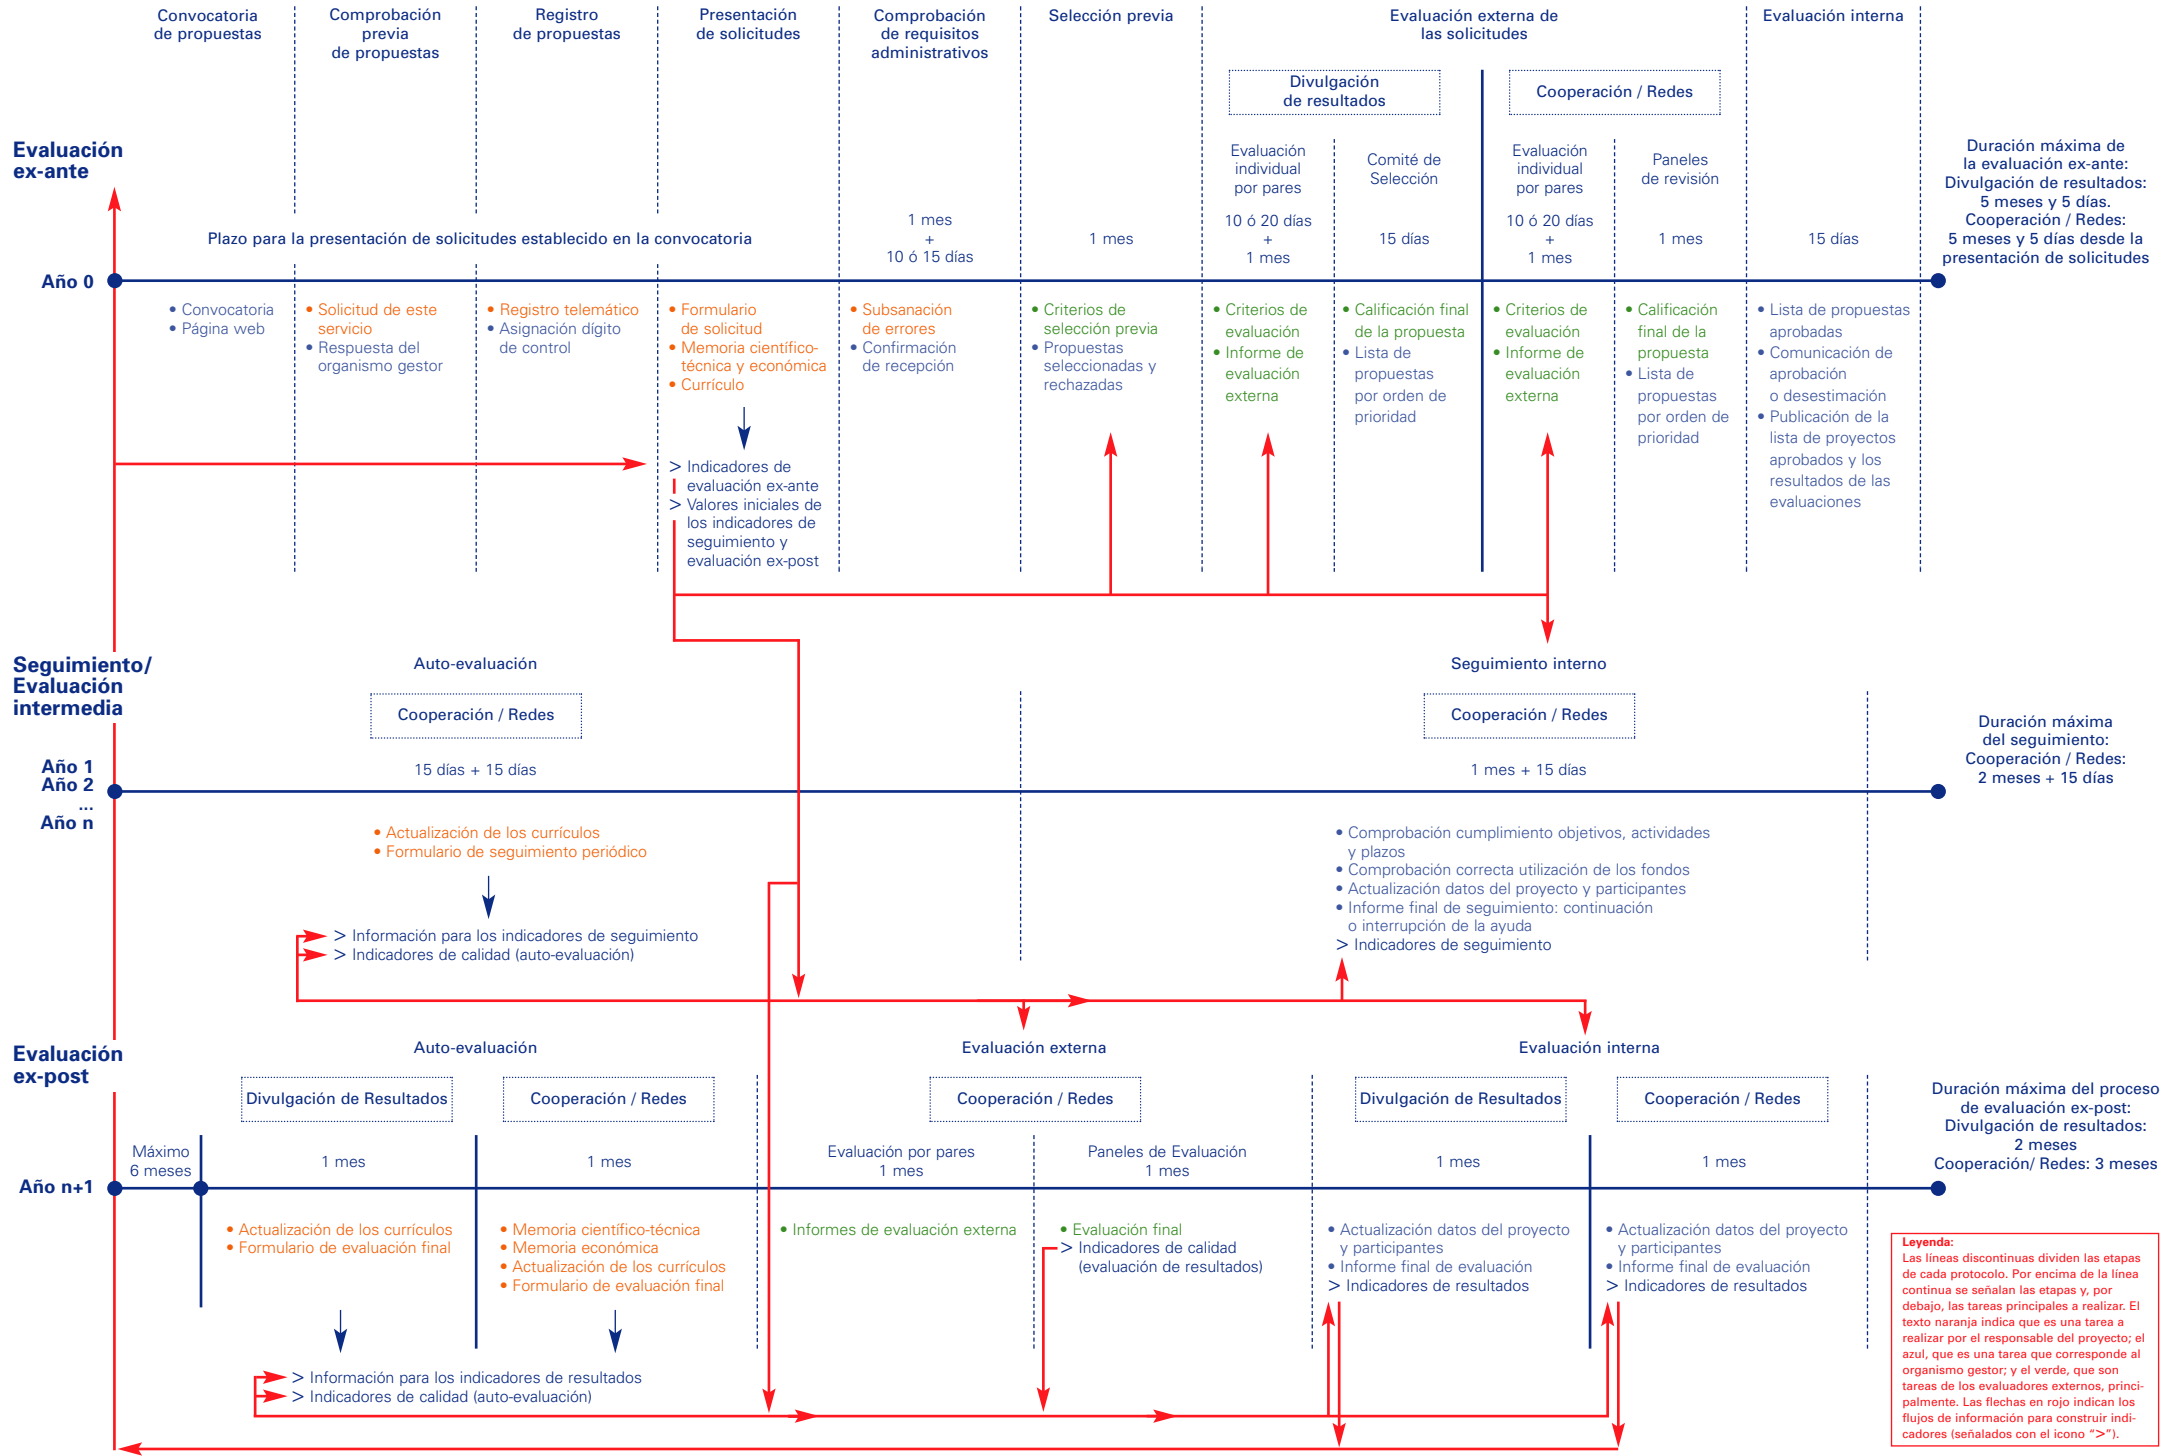 Convocatoria
de propuestas
Comprobación
previa
de propuestas
Registro
de propuestas
Presentación
de solicitudes
Comprobación
de requisitos
administrativos
Selección previa
Evaluación externa de
las solicitudes
Evaluación interna
Divulgación
de resultados
Cooperación / Redes
Evaluación
ex-ante
Evaluación
individual
por pares
Comité de
Selección
Evaluación
individual
por pares
Paneles
de revisión
Duración máxima de
la evaluación ex-ante:
Divulgación de resultados:
5 meses y 5 días.
Cooperación / Redes:
5 meses y 5 días desde la
presentación de solicitudes
Plazo para la presentación de solicitudes establecido en la convocatoria
1 mes
+
10 ó 15 días
1 mes
10 ó 20 días
+
1 mes
15 días
10 ó 20 días
+
1 mes
1 mes
15 días
Año 0
• Convocatoria
• Página web
• Solicitud de este
servicio
• Respuesta del
organismo gestor
• Registro telemático
• Asignación dígito
de control
• Formulario
de solicitud
• Memoria científico-
técnica y económica
• Currículo
• Subsanación
de errores
• Confirmación
de recepción
• Criterios de
selección previa
• Propuestas
seleccionadas y
rechazadas
• Criterios de
evaluación
• Informe de
evaluación
externa
• Calificación final
de la propuesta
• Lista de
propuestas
por orden de
prioridad
• Criterios de
evaluación
• Informe de
evaluación
externa
• Calificación
final de la
propuesta
• Lista de
propuestas
por orden de
prioridad
• Lista de propuestas
aprobadas
• Comunicación de
aprobación
o desestimación
• Publicación de la
lista de proyectos
aprobados y los
resultados de las
evaluaciones
> Indicadores de
evaluación ex-ante
> Valores iniciales de
los indicadores de
seguimiento y
evaluación ex-post
Seguimiento/
Evaluación
intermedia
Auto-evaluación
Seguimiento interno
Cooperación / Redes
Cooperación / Redes
Duración máxima
del seguimiento:
Cooperación / Redes:
2 meses + 15 días
Año 1
Año 2
...
Año n
15 días + 15 días
1 mes + 15 días
• Actualización de los currículos
• Formulario de seguimiento periódico
> Información para los indicadores de seguimiento
> Indicadores de calidad (auto-evaluación)
• Comprobación cumplimiento objetivos, actividades
y plazos
• Comprobación correcta utilización de los fondos
• Actualización datos del proyecto y participantes
• Informe final de seguimiento: continuación
o interrupción de la ayuda
> Indicadores de seguimiento
Evaluación
ex-post
Auto-evaluación
Evaluación externa
Evaluación interna
Divulgación de Resultados
Cooperación / Redes
Cooperación / Redes
Divulgación de Resultados
Cooperación / Redes
Duración máxima del proceso
de evaluación ex-post:
Divulgación de resultados:
2 meses
Cooperación/ Redes: 3 meses
Máximo
6 meses
1 mes
1 mes
Evaluación por pares
1 mes
Paneles de Evaluación
1 mes
1 mes
1 mes
Año n+1
• Actualización de los currículos
• Formulario de evaluación final
• Memoria científico-técnica
• Memoria económica
• Actualización de los currículos
• Formulario de evaluación final
• Informes de evaluación externa
• Evaluación final
> Indicadores de calidad
(evaluación de resultados)
• Actualización datos del proyecto
y participantes
• Informe final de evaluación
> Indicadores de resultados
• Actualización datos del proyecto
y participantes
• Informe final de evaluación
> Indicadores de resultados
> Información para los indicadores de resultados
> Indicadores de calidad (auto-evaluación)
Leyenda:
Las líneas discontinuas dividen las etapas
de cada protocolo. Por encima de la línea
continua se señalan las etapas y, por
debajo, las tareas principales a realizar. El
texto naranja indica que es una tarea a
realizar por el responsable del proyecto; el
azul, que es una tarea que corresponde al
organismo gestor; y el verde, que son
tareas de los evaluadores externos, princi-
palmente. Las flechas en rojo indican los
flujos de información para construir indi-
cadores (señalados con el icono “>”).